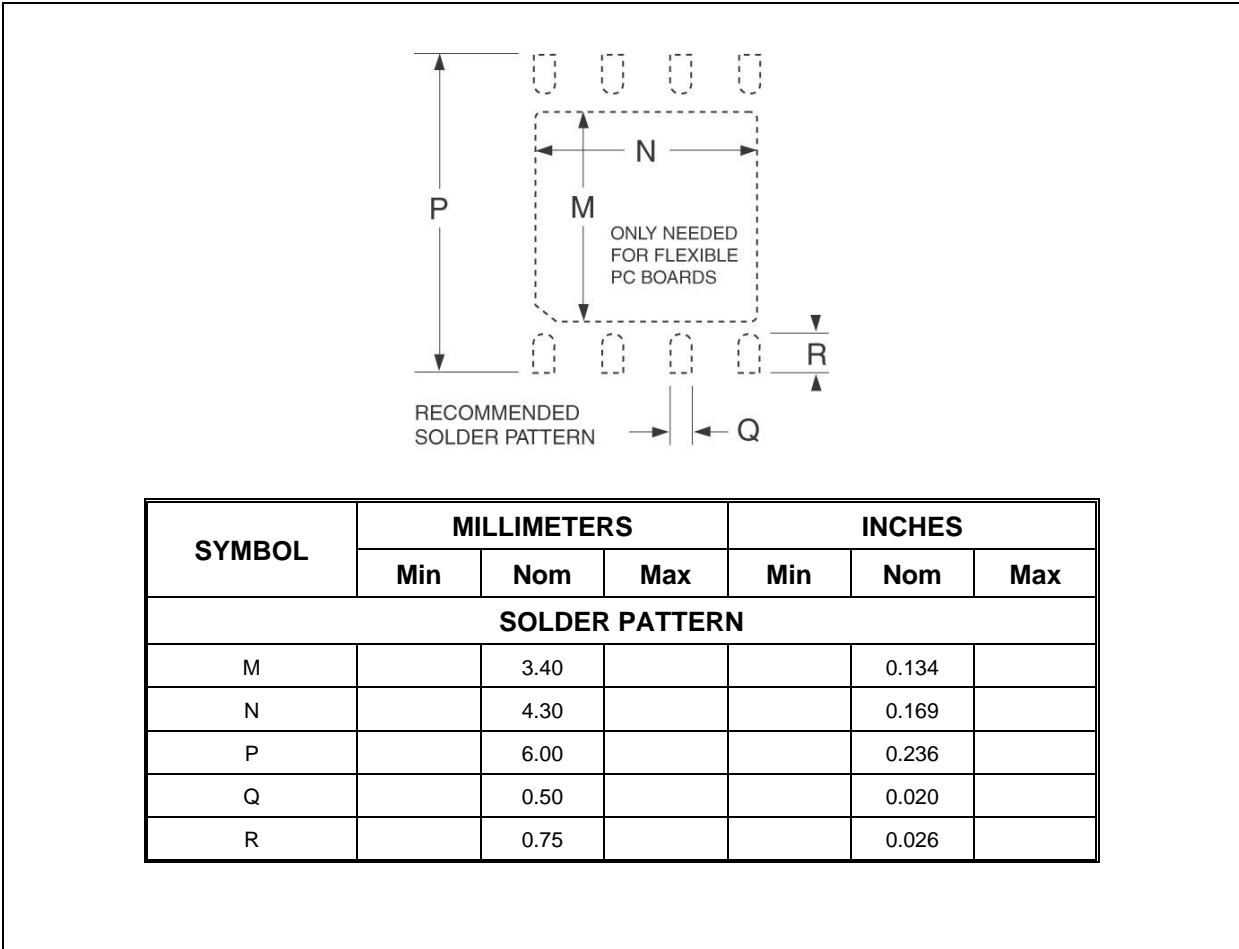 N
P
M
ONLY NEEDED
FOR FLEXIBLE
PC BOARDS
R
RECOMMENDED
SOLDER PATTERN
Q
SYMBOL MILLIMETERS INCHES
Min Nom Max Min Nom Max
SOLDER PATTERN
M 3.40 0.134
N 4.30 0.169
P 6.00 0.236
Q 0.50 0.020
R 0.75 0.026